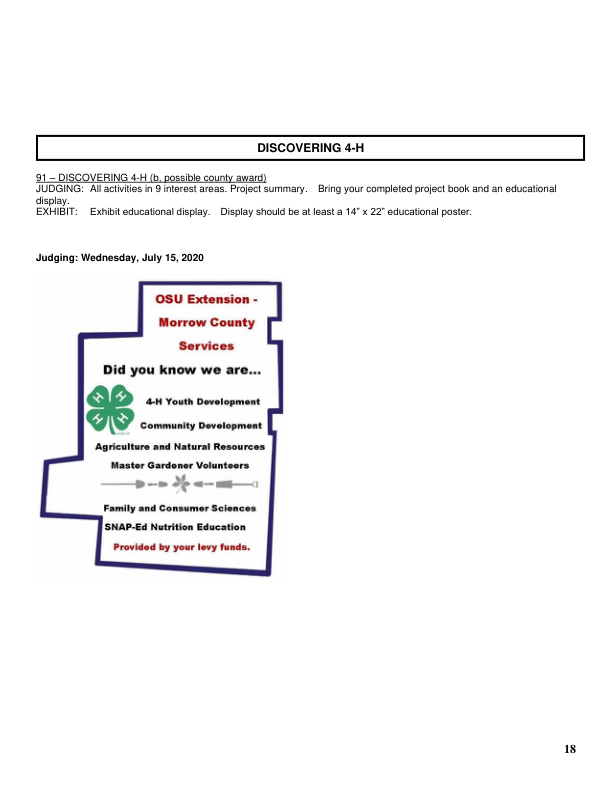 DISCOVERING 4-H
91 – DISCOVERING 4-H (b, possible county award)
JUDGING: All activities in 9 interest areas. Project summary. Bring your completed project book and an educational
display.
EXHIBIT: Exhibit educational display. Display should be at least a 14” x 22” educational poster.
Judging: Wednesday, July 15, 2020
OSU Extension -
Morrow County
Services
Did you know we are...
H H
H H
4-H Youth Development
Community Development
Agriculture and Natural Resources
Master Gardener Volunteers
Family and Consumer Sciences
SNAP-Ed Nutrition Education
Provided by your levy funds.
18